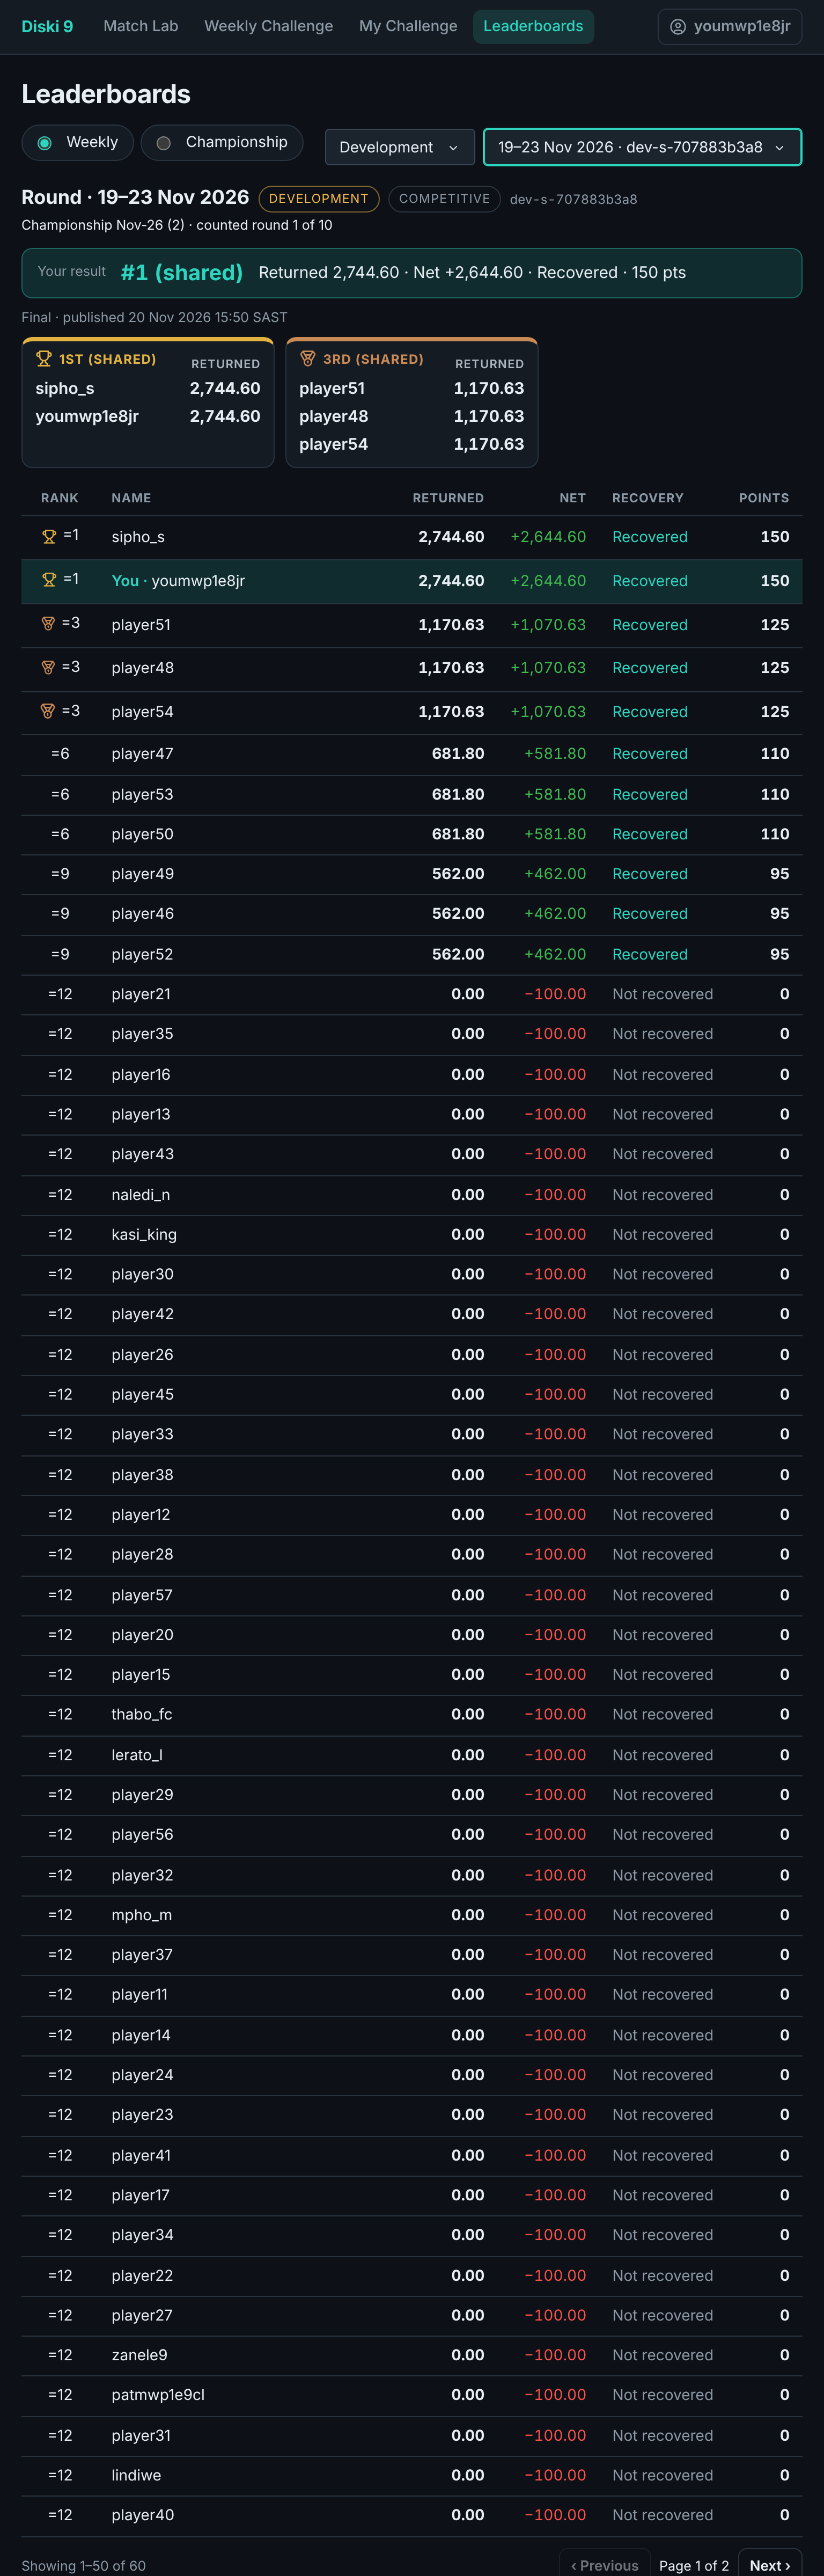 Diski 9 Match Lab Weekly Challenge My Challenge Leaderboards youmwp1e8jr
Leaderboards
Weekly Championship Development 19–23 Nov 2026 · dev-s-707883b3a8
Round · 19–23 Nov 2026 DEVELOPMENT COMPETITIVE dev-s-707883b3a8
Championship Nov-26 (2) · counted round 1 of 10
Your result #1 (shared) Returned 2,744.60 · Net +2,644.60 · Recovered · 150 pts
Final · published 20 Nov 2026 15:50 SAST
1ST (SHARED) RETURNED
sipho_s 2,744.60
youmwp1e8jr 2,744.60
3RD (SHARED) RETURNED
player51 1,170.63
player48 1,170.63
player54 1,170.63
RANK NAME RETURNED NET RECOVERY POINTS
=1 sipho_s 2,744.60 +2,644.60 Recovered 150
=1 You · youmwp1e8jr 2,744.60 +2,644.60 Recovered 150
=3 player51 1,170.63 +1,070.63 Recovered 125
=3 player48 1,170.63 +1,070.63 Recovered 125
=3 player54 1,170.63 +1,070.63 Recovered 125
=6 player47 681.80 +581.80 Recovered 110
=6 player53 681.80 +581.80 Recovered 110
=6 player50 681.80 +581.80 Recovered 110
=9 player49 562.00 +462.00 Recovered 95
=9 player46 562.00 +462.00 Recovered 95
=9 player52 562.00 +462.00 Recovered 95
=12 player21 0.00 −100.00 Not recovered 0
=12 player35 0.00 −100.00 Not recovered 0
=12 player16 0.00 −100.00 Not recovered 0
=12 player13 0.00 −100.00 Not recovered 0
=12 player43 0.00 −100.00 Not recovered 0
=12 naledi_n 0.00 −100.00 Not recovered 0
=12 kasi_king 0.00 −100.00 Not recovered 0
=12 player30 0.00 −100.00 Not recovered 0
=12 player42 0.00 −100.00 Not recovered 0
=12 player26 0.00 −100.00 Not recovered 0
=12 player45 0.00 −100.00 Not recovered 0
=12 player33 0.00 −100.00 Not recovered 0
=12 player38 0.00 −100.00 Not recovered 0
=12 player12 0.00 −100.00 Not recovered 0
=12 player28 0.00 −100.00 Not recovered 0
=12 player57 0.00 −100.00 Not recovered 0
=12 player20 0.00 −100.00 Not recovered 0
=12 player15 0.00 −100.00 Not recovered 0
=12 thabo_fc 0.00 −100.00 Not recovered 0
=12 lerato_l 0.00 −100.00 Not recovered 0
=12 player29 0.00 −100.00 Not recovered 0
=12 player56 0.00 −100.00 Not recovered 0
=12 player32 0.00 −100.00 Not recovered 0
=12 mpho_m 0.00 −100.00 Not recovered 0
=12 player37 0.00 −100.00 Not recovered 0
=12 player11 0.00 −100.00 Not recovered 0
=12 player14 0.00 −100.00 Not recovered 0
=12 player24 0.00 −100.00 Not recovered 0
=12 player23 0.00 −100.00 Not recovered 0
=12 player41 0.00 −100.00 Not recovered 0
=12 player17 0.00 −100.00 Not recovered 0
=12 player34 0.00 −100.00 Not recovered 0
=12 player22 0.00 −100.00 Not recovered 0
=12 player27 0.00 −100.00 Not recovered 0
=12 zanele9 0.00 −100.00 Not recovered 0
=12 patmwp1e9cl 0.00 −100.00 Not recovered 0
=12 player31 0.00 −100.00 Not recovered 0
=12 lindiwe 0.00 −100.00 Not recovered 0
=12 player40 0.00 −100.00 Not recovered 0
Showing 1–50 of 60 ‹ Previous Page 1 of 2 Next ›